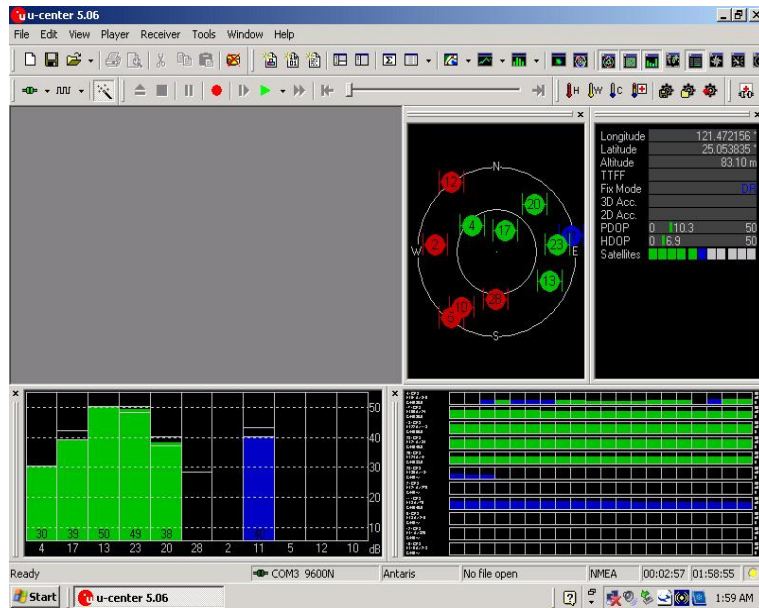 u-center 5.06
File Edit View Player Receiver Tools Window Help
H W C
N
12
20
4
17
2
23
W
E
13
28
10
5
S
Longitude 121.472156 °
Latitude 25.053835 °
Altitude 83.10 m
TTFF
Fix Mode DR
3D Acc.
2D Acc.
PDOP 0 10.3 50
HDOP 0 6.9 50
Satellites
50
40
30
20
10
30 39 50 49 38
4 17 13 23 20 28 2 11 5 12 10 dB
Ready COM3 9600N Antaris No file open NMEA 00:02:57 01:58:55
Start u-center 5.06 1:59 AM